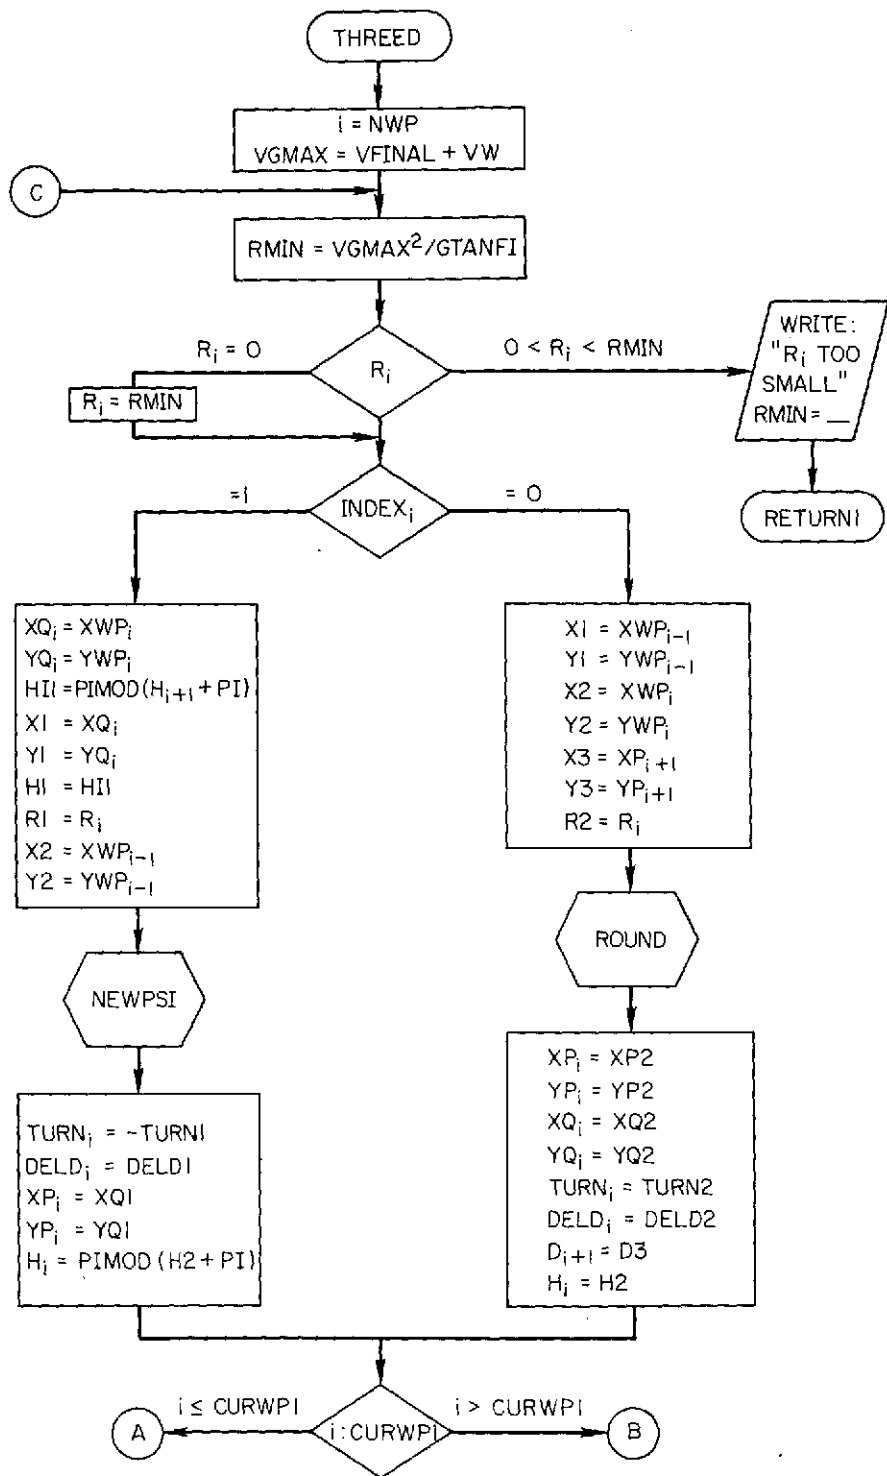 THREED
i = NWP
VGMAX = VFINAL + VW
C
RMIN = VGMAX²/GTANFI
WRITE:
"Rᵢ TOO
SMALL"
RMIN = __
Rᵢ = 0
Rᵢ
0 < Rᵢ < RMIN
Rᵢ = RMIN
RETURN1
=1
INDEXᵢ
= 0
XQᵢ = XWPᵢ
YQᵢ = YWPᵢ
HI1 = PIMOD(Hᵢ₊₁ + PI)
X1 = XQᵢ
Y1 = YQᵢ
H1 = HI1
R1 = Rᵢ
X2 = XWPᵢ₋₁
Y2 = YWPᵢ₋₁
X1 = XWPᵢ₋₁
Y1 = YWPᵢ₋₁
X2 = XWPᵢ
Y2 = YWPᵢ
X3 = XPᵢ₊₁
Y3 = YPᵢ₊₁
R2 = Rᵢ
NEWPSI
ROUND
TURNᵢ = -TURN1
DELDᵢ = DELD1
XPᵢ = XQ1
YPᵢ = YQ1
Hᵢ = PIMOD (H2 + PI)
XPᵢ = XP2
YPᵢ = YP2
XQᵢ = XQ2
YQᵢ = YQ2
TURNᵢ = TURN2
DELDᵢ = DELD2
Dᵢ₊₁ = D3
Hᵢ = H2
A
i ≤ CURWP1
i : CURWP1
i > CURWP1
B